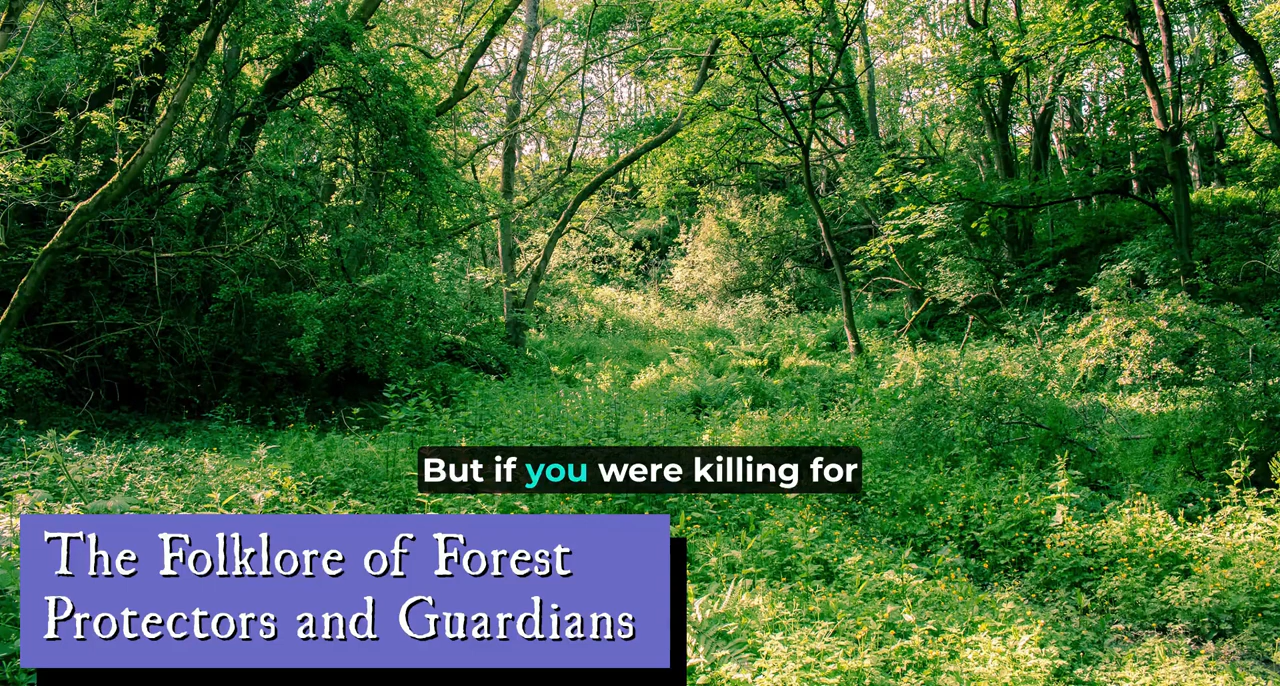 But if you were killing for
The Folklore of Forest
Protectors and Guardians